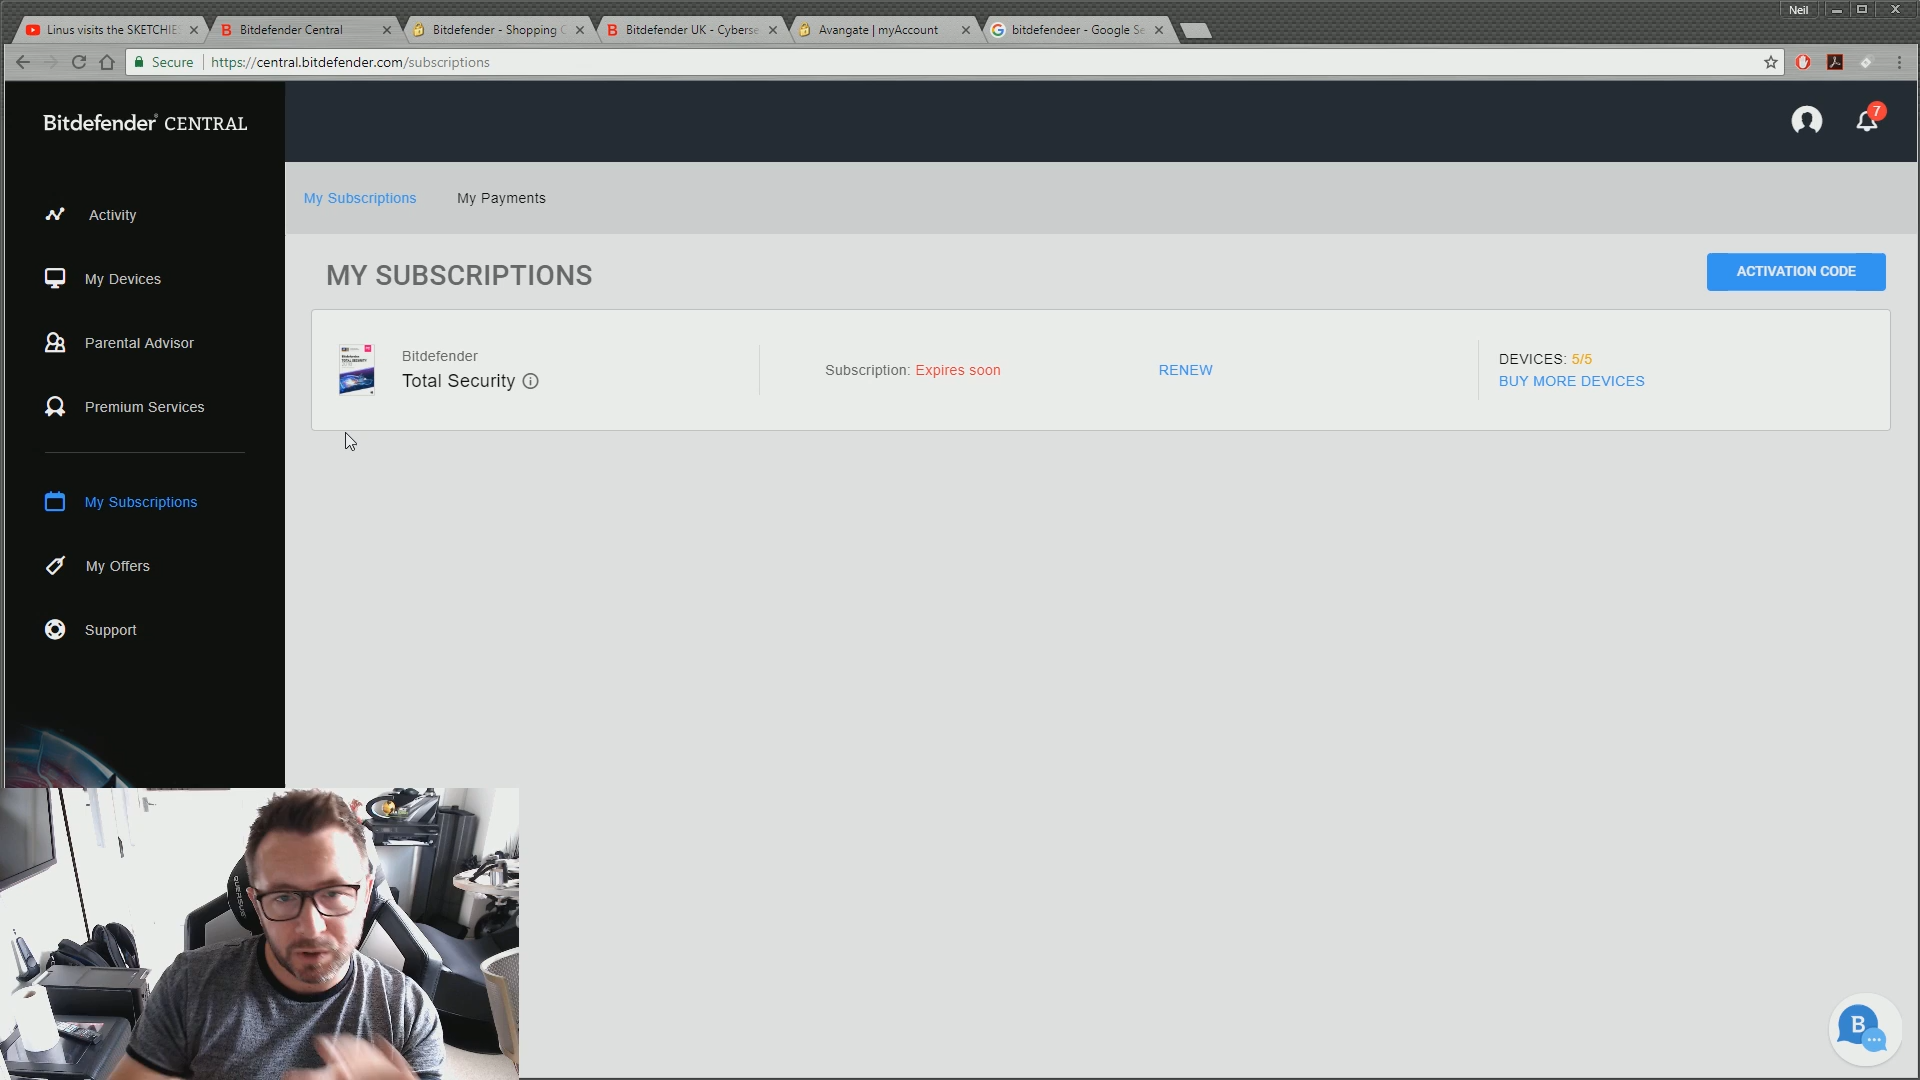 Neil
Linus visits the SKETCHIES
Bitdefender Central
Bitdefender - Shopping C
Bitdefender UK - Cyberse
Avangate | myAccount
bitdefendeer - Google Se
Secure
https://central.bitdefender.com/subscriptions
Bitdefender CENTRAL
7
Activity
My Devices
Parental Advisor
Premium Services
My Subscriptions
My Offers
Support
My Subscriptions
My Payments
MY SUBSCRIPTIONS
ACTIVATION CODE
Bitdefender
Total Security
Subscription: Expires soon
RENEW
DEVICES: 5/5
BUY MORE DEVICES
B
QUERSUS